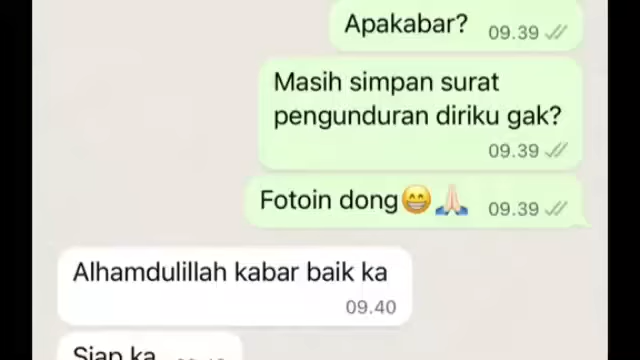 Apakabar? 09.39
Masih simpan surat
pengunduran diriku gak?
09.39
Fotoin dong😁🙏🏻 09.39
Alhamdulillah kabar baik ka
09.40
Siap ka